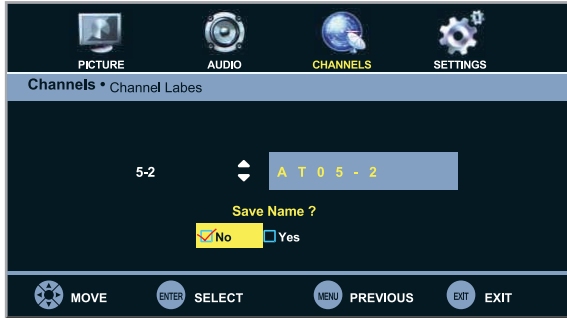 PICTURE AUDIO CHANNELS SETTINGS
Channels • Channel Labes
5-2 A T 0 5 - 2
Save Name ?
No Yes
MOVE ENTER SELECT MENU PREVIOUS EXIT EXIT